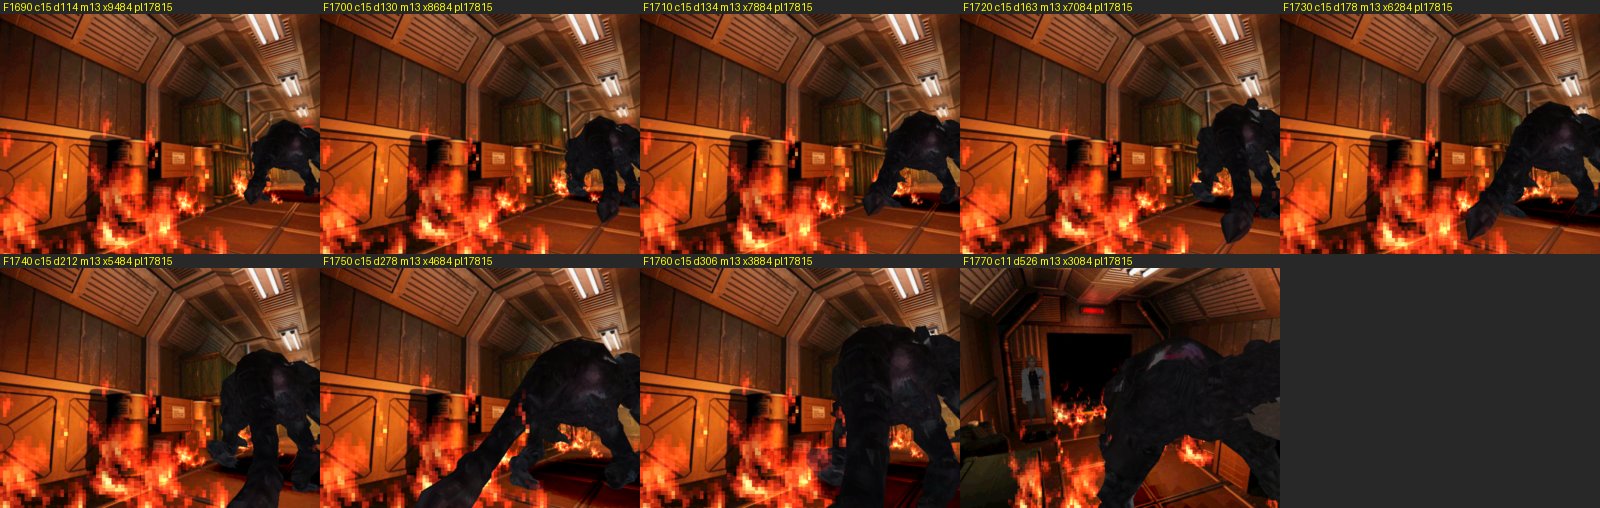 F1690 c15 d114 m13 x9484 pl17815
F1700 c15 d130 m13 x8684 pl17815
F1710 c15 d134 m13 x7884 pl17815
F1720 c15 d163 m13 x7084 pl17815
F1730 c15 d178 m13 x6284 pl17815
F1740 c15 d212 m13 x5484 pl17815
F1750 c15 d278 m13 x4684 pl17815
F1760 c15 d306 m13 x3884 pl17815
F1770 c11 d526 m13 x3084 pl17815